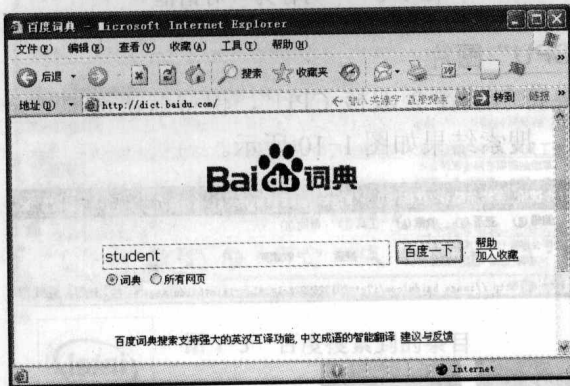 百度词典 - Microsoft Internet Explorer
文件(F) 编辑(E) 查看(V) 收藏(A) 工具(T) 帮助(H)
后退 搜索 收藏夹
地址(D) http://dict.baidu.com/ 转到 链接
Baidu词典
student 百度一下 帮助
加入收藏
词典 所有网页
百度词典搜索支持强大的英汉互译功能, 中文成语的智能翻译 建议与反馈
Internet